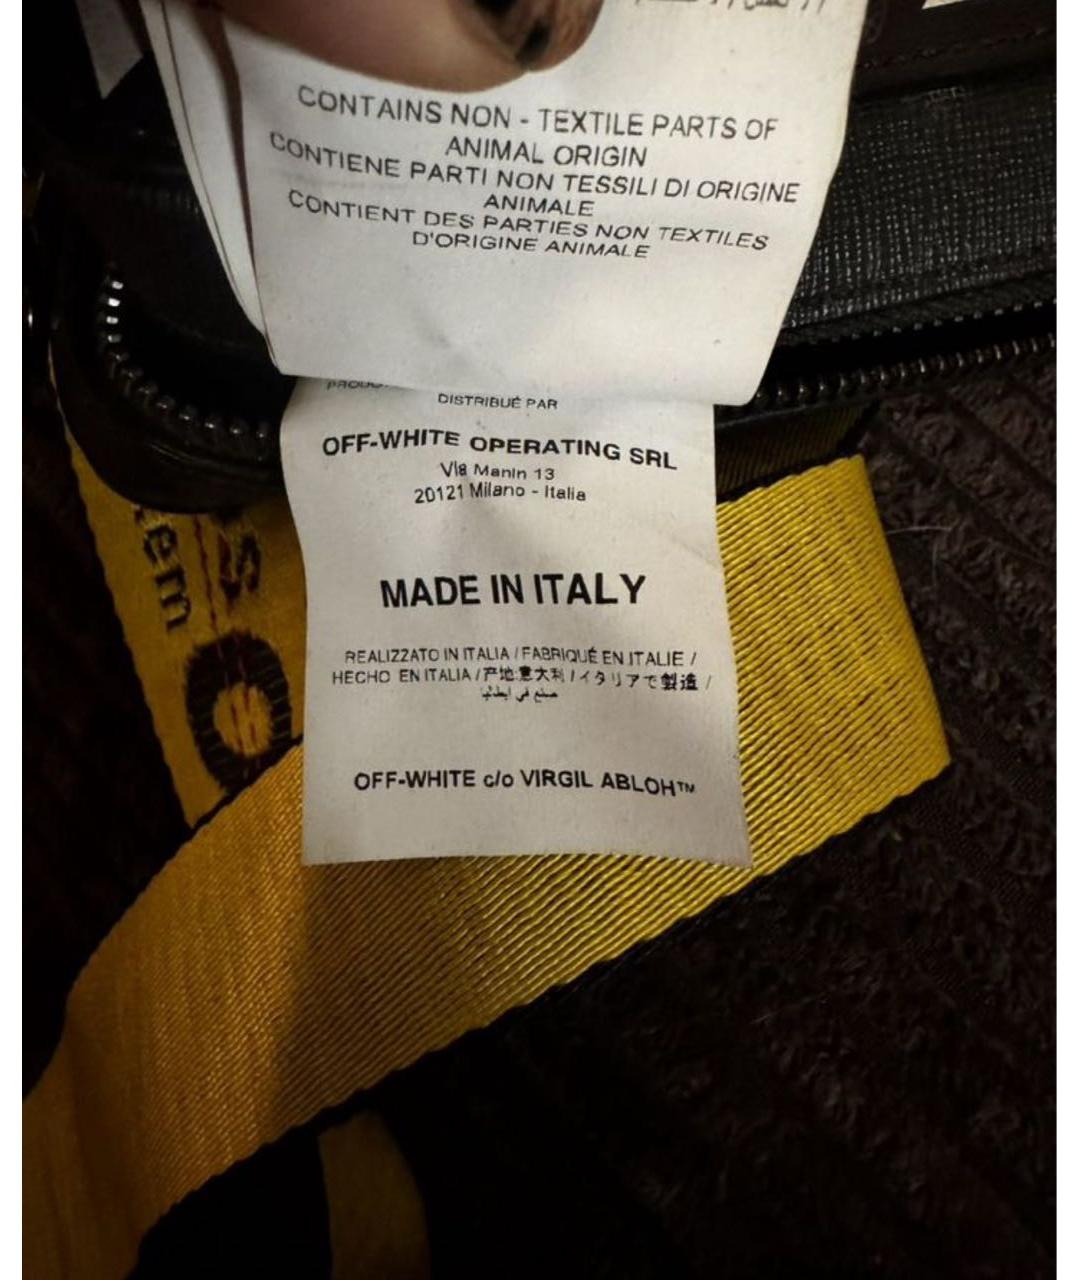 CONTAINS NON - TEXTILE PARTS OF
ANIMAL ORIGIN
CONTIENE PARTI NON TESSILI DI ORIGINE
ANIMALE
CONTIENT DES PARTIES NON TEXTILES
D'ORIGINE ANIMALE
DISTRIBUÉ PAR
OFF-WHITE OPERATING SRL
Via Manin 13
20121 Milano - Italia
MADE IN ITALY
REALIZZATO IN ITALIA / FABRIQUÉ EN ITALIE /
HECHO EN ITALIA / 产地:意大利 / イタリアで製造 /
صنع في إيطاليا
OFF-WHITE c/o VIRGIL ABLOH™